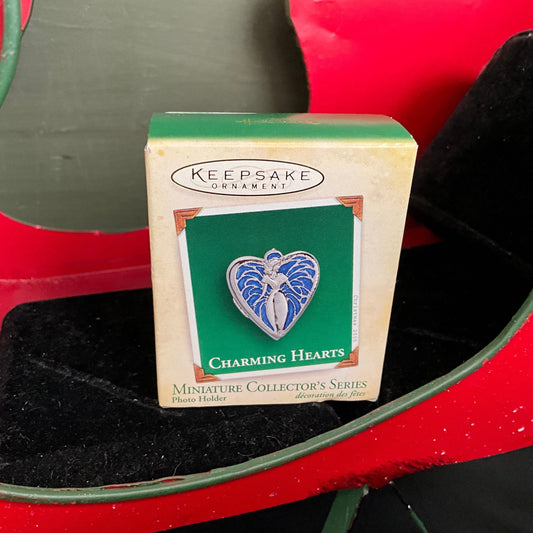 KEEPSAKE
ORNAMENT
CHARMING HEARTS
MINIATURE COLLECTOR'S SERIES
Photo Holder
décoration des fêtes